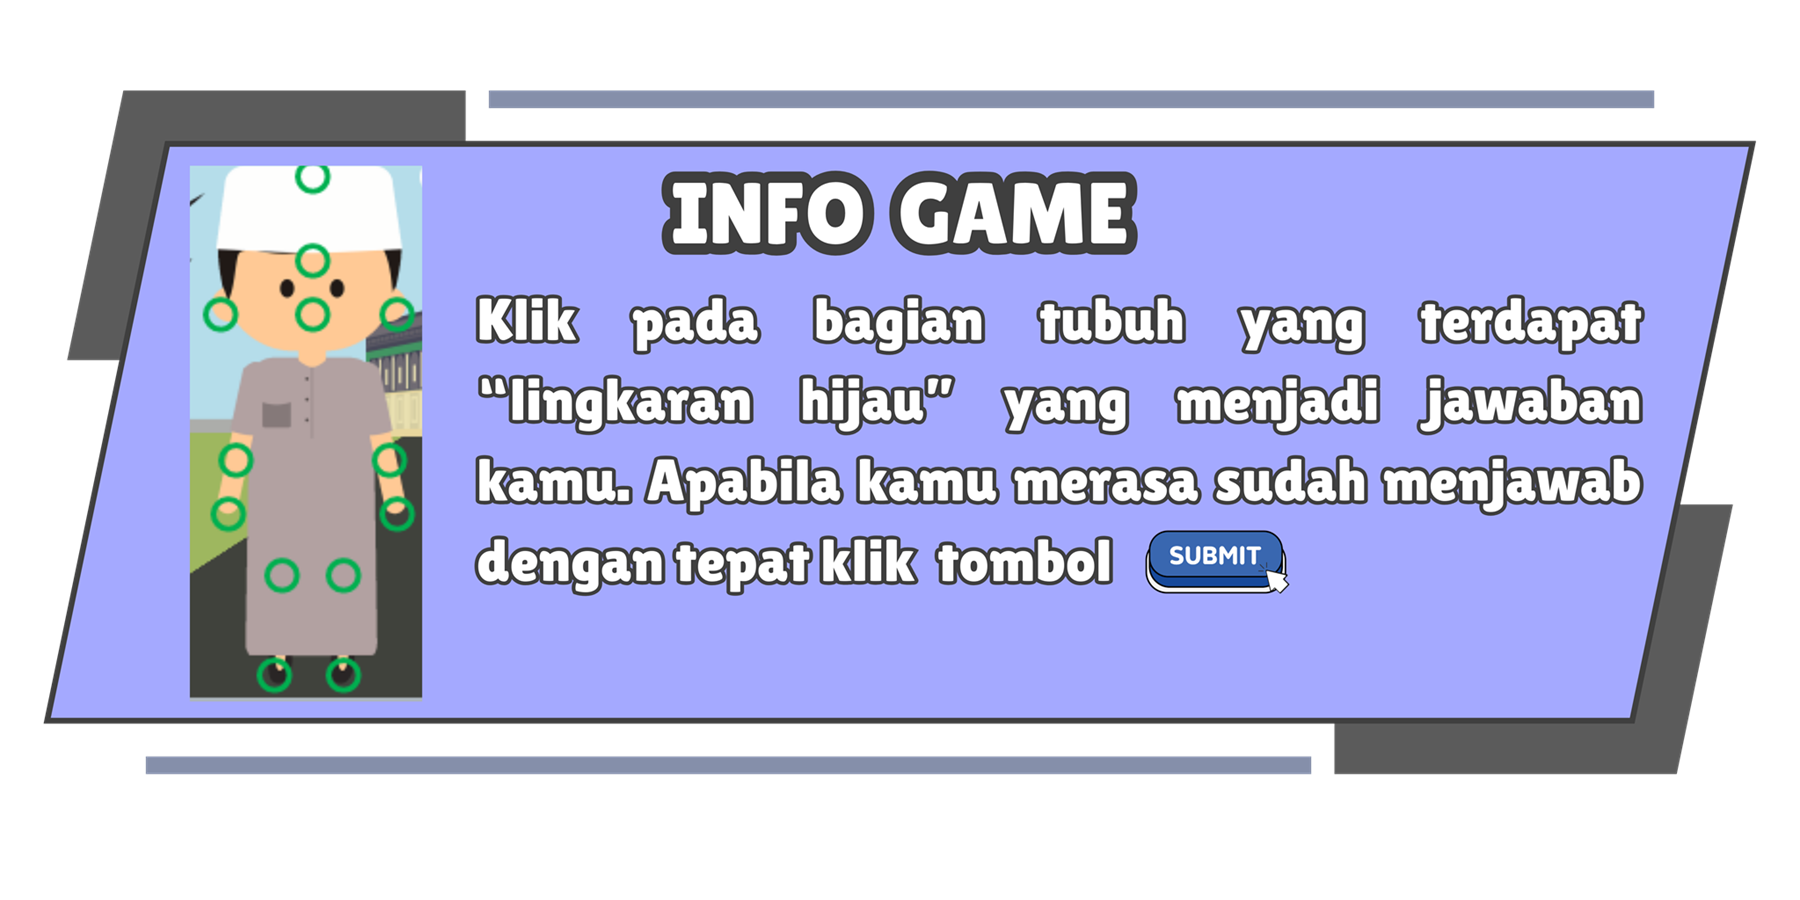 INFO GAME
Klik pada bagian tubuh yang terdapat
“lingkaran hijau” yang menjadi jawaban
kamu. Apabila kamu merasa sudah menjawab
dengan tepat klik tombol SUBMIT